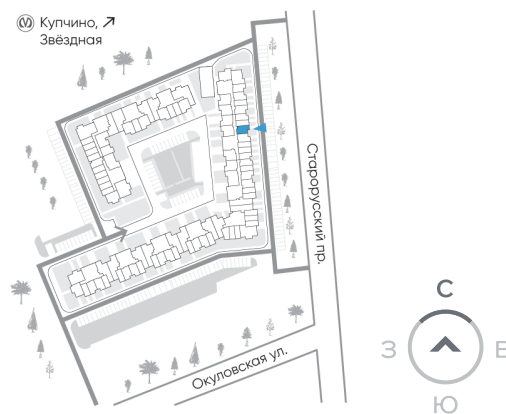 Купчино, ↗
Звёздная
Старорусский пр.
Окуловская ул.
С
З
В
Ю